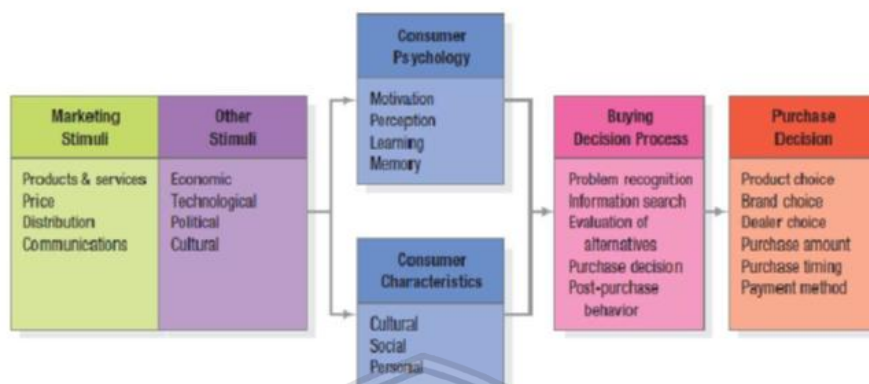 Marketing
Stimuli
Products & services
Price
Distribution
Communications
Other
Stimuli
Economic
Technological
Political
Cultural
Consumer
Psychology
Motivation
Perception
Learning
Memory
Consumer
Characteristics
Cultural
Social
Personal
Buying
Decision Process
Problem recognition
Information search
Evaluation of
alternatives
Purchase decision
Post-purchase
behavior
Purchase
Decision
Product choice
Brand choice
Dealer choice
Purchase amount
Purchase timing
Payment method